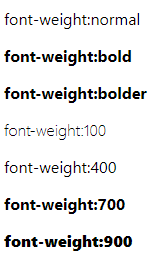 font-weight:normal
font-weight:bold
font-weight:bolder
font-weight:100
font-weight:400
font-weight:700
font-weight:900